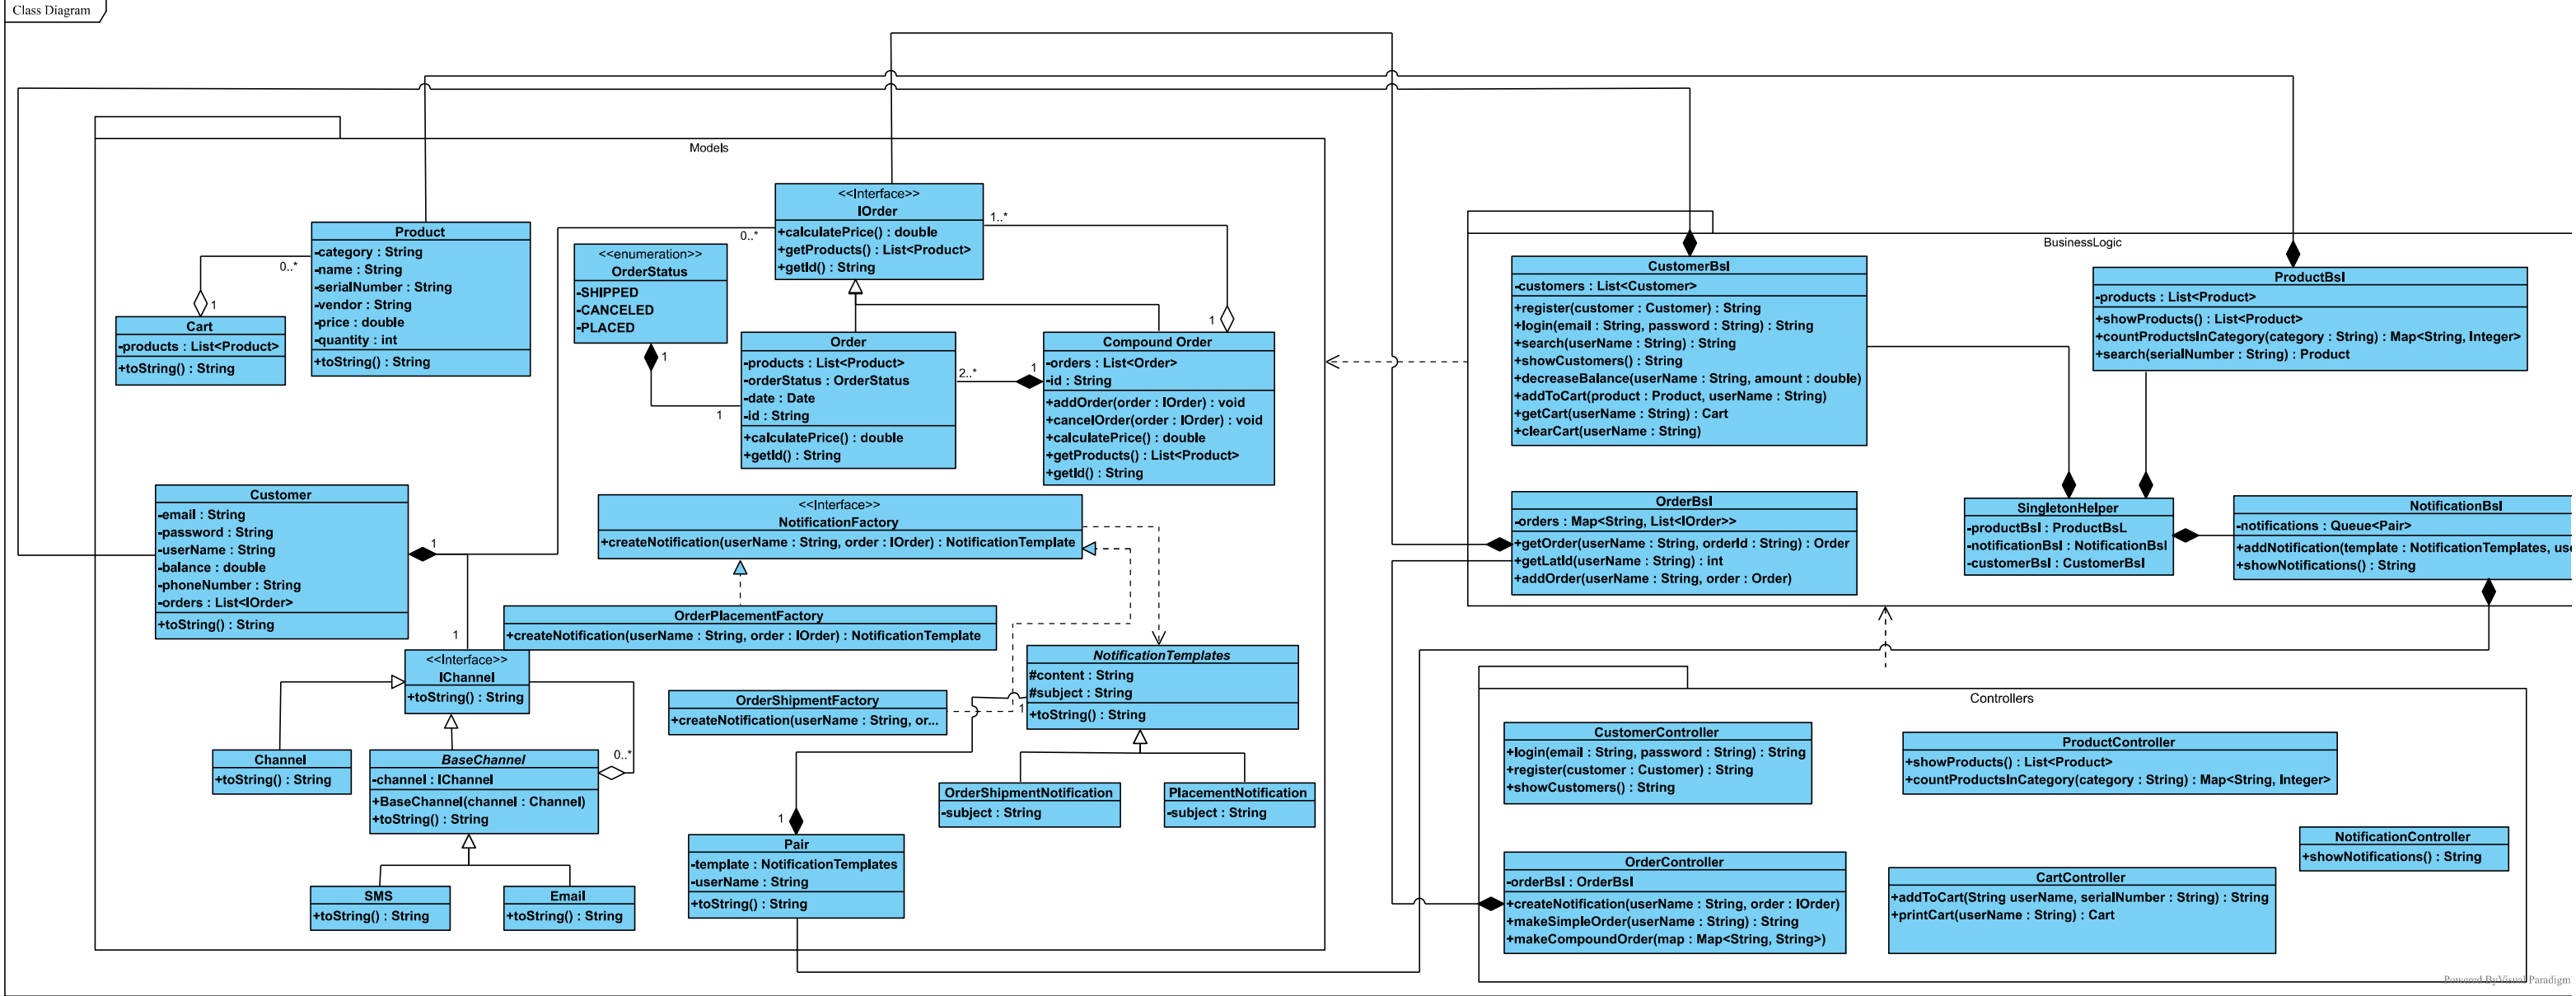 Class Diagram
Models
<<Interface>>
IOrder
+calculatePrice() : double
+getProducts() : List<Product>
+getId() : String
1..*
0..*
Product
-category : String
-name : String
-serialNumber : String
-vendor : String
-price : double
-quantity : int
+toString() : String
0..*
1
Cart
-products : List<Product>
+toString() : String
<<enumeration>>
OrderStatus
-SHIPPED
-CANCELED
-PLACED
1
1
Order
-products : List<Product>
-orderStatus : OrderStatus
-date : Date
-id : String
+calculatePrice() : double
+getId() : String
2..*
1
1
Compound Order
-orders : List<Order>
-id : String
+addOrder(order : IOrder) : void
+cancelOrder(order : IOrder) : void
+calculatePrice() : double
+getProducts() : List<Product>
+getId() : String
Customer
-email : String
-password : String
-userName : String
-balance : double
-phoneNumber : String
-orders : List<IOrder>
+toString() : String
1
1
<<Interface>>
NotificationFactory
+createNotification(userName : String, order : IOrder) : NotificationTemplate
OrderPlacementFactory
+createNotification(userName : String, order : IOrder) : NotificationTemplate
<<Interface>>
IChannel
+toString() : String
OrderShipmentFactory
+createNotification(userName : String, or...
NotificationTemplates
#content : String
#subject : String
+toString() : String
1
Channel
+toString() : String
BaseChannel
-channel : IChannel
+BaseChannel(channel : Channel)
+toString() : String
0..*
OrderShipmentNotification
-subject : String
PlacementNotification
-subject : String
1
Pair
-template : NotificationTemplates
-userName : String
+toString() : String
SMS
+toString() : String
Email
+toString() : String
BusinessLogic
CustomerBsl
-customers : List<Customer>
+register(customer : Customer) : String
+login(email : String, password : String) : String
+search(userName : String) : String
+showCustomers() : String
+decreaseBalance(userName : String, amount : double)
+addToCart(product : Product, userName : String)
+getCart(userName : String) : Cart
+clearCart(userName : String)
ProductBsl
-products : List<Product>
+showProducts() : List<Product>
+countProductsInCategory(category : String) : Map<String, Integer>
+search(serialNumber : String) : Product
OrderBsl
-orders : Map<String, List<IOrder>>
+getOrder(userName : String, orderId : String) : Order
+getLatId(userName : String) : int
+addOrder(userName : String, order : Order)
SingletonHelper
-productBsl : ProductBsL
-notificationBsl : NotificationBsl
-customerBsl : CustomerBsl
NotificationBsl
-notifications : Queue<Pair>
+addNotification(template : NotificationTemplates, use
+showNotifications() : String
Controllers
CustomerController
+login(email : String, password : String) : String
+register(customer : Customer) : String
+showCustomers() : String
ProductController
+showProducts() : List<Product>
+countProductsInCategory(category : String) : Map<String, Integer>
NotificationController
+showNotifications() : String
OrderController
-orderBsl : OrderBsl
+createNotification(userName : String, order : IOrder)
+makeSimpleOrder(userName : String) : String
+makeCompoundOrder(map : Map<String, String>)
CartController
+addToCart(String userName, serialNumber : String) : String
+printCart(userName : String) : Cart
Powered ByVisual Paradigm